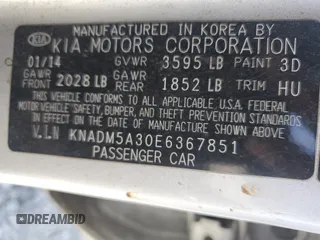 MANUFACTURED IN KOREA BY
KIA KIA MOTORS CORPORATION
01/14 GVWR 3595 LB PAINT 3D
GAWR FRONT 2028 LB GAWR REAR 1852 LB TRIM HU
THIS VEHICLE CONFORMS TO ALL APPLICABLE FEDERAL
MOTOR VEHICLE SAFETY, BUMPER, AND THEFT PREVENTION
STANDARDS IN EFFECT ON THE DATE OF MANUFACTURE
SHOWN ABOVE.
V.I.N KNADM5A30E6367851
PASSENGER CAR
DREAMBID